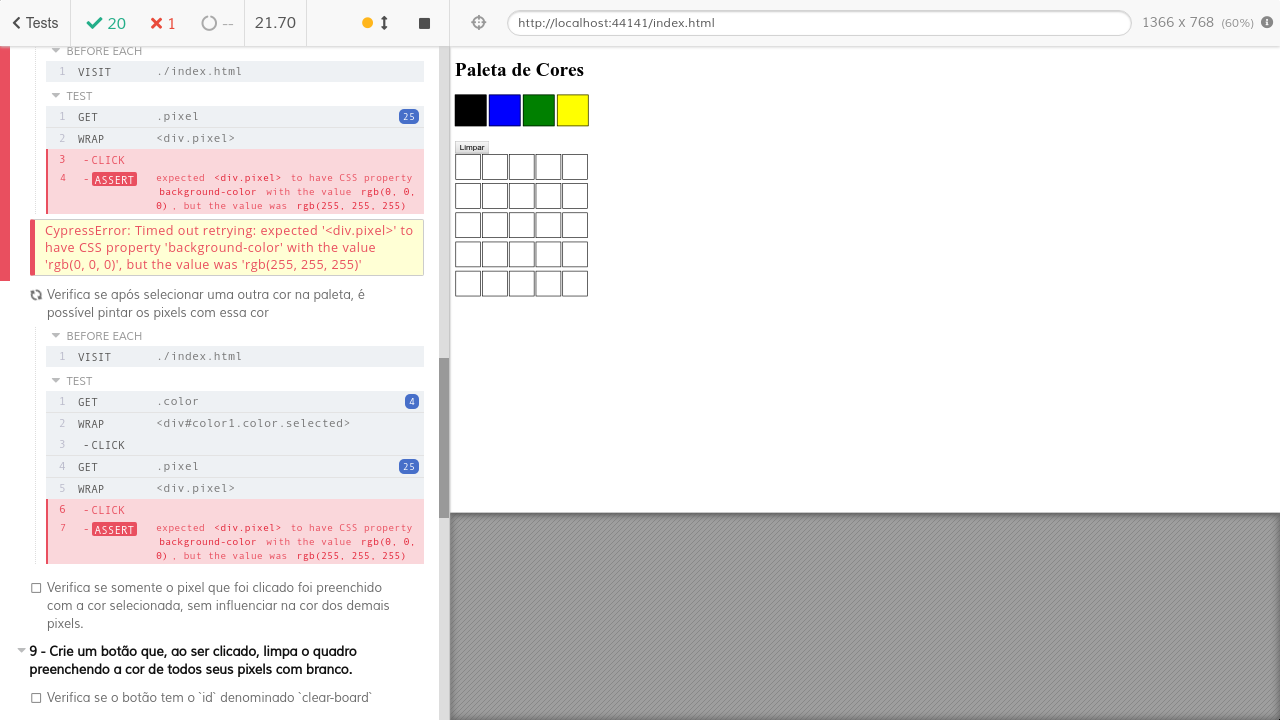 Tests 20 1 -- 21.70 http://localhost:44141/index.html 1366 x 768 (60%)
BEFORE EACH
1 VISIT ./index.html
TEST
1 GET .pixel 25
2 WRAP <div.pixel>
3 -CLICK
4 -ASSERT expected <div.pixel> to have CSS property
background-color with the value rgb(0, 0,
0) , but the value was rgb(255, 255, 255)
CypressError: Timed out retrying: expected '<div.pixel>' to
have CSS property 'background-color' with the value
'rgb(0, 0, 0)', but the value was 'rgb(255, 255, 255)'
Verifica se após selecionar uma outra cor na paleta, é
possível pintar os pixels com essa cor
BEFORE EACH
1 VISIT ./index.html
TEST
1 GET .color 4
2 WRAP <div#color1.color.selected>
3 -CLICK
4 GET .pixel 25
5 WRAP <div.pixel>
6 -CLICK
7 -ASSERT expected <div.pixel> to have CSS property
background-color with the value rgb(0, 0,
0) , but the value was rgb(255, 255, 255)
Verifica se somente o pixel que foi clicado foi preenchido
com a cor selecionada, sem influenciar na cor dos demais
pixels.
9 - Crie um botão que, ao ser clicado, limpa o quadro
preenchendo a cor de todos seus pixels com branco.
Verifica se o botão tem o `id` denominado `clear-board`
Paleta de Cores
Limpar